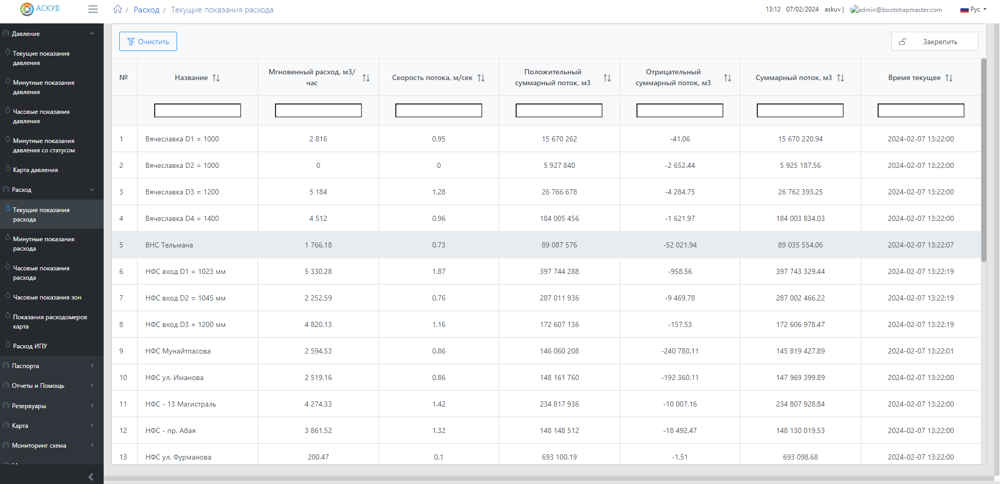 АСКУВ
/ Расход / Текущие показания расхода
13:12 07/02/2024 askuv | admin@bootstrapmaster.com Рус
Давление
Текущие показания
давления
Минутные показания
давления
Часовые показания
давления
Минутные показания
давления со статусом
Карта давления
Расход
Текущие показания
расхода
Минутные показания
расхода
Часовые показания
расхода
Часовые показания зон
Показания расходомеров
карта
Расход ИПУ
Паспорта
Отчеты и Помощь
Резервуары
Карта
Мониторинг схема
Очистить
Закрепить
№ Название Мгновенный расход, м3/час Скорость потока, м/сек Положительный суммарный поток, м3 Отрицательный суммарный поток, м3 Суммарный поток, м3 Время текущее
1 Вячеславка D1 = 1000 2 816 0.95 15 670 262 -41.06 15 670 220.94 2024-02-07 13:22:00
2 Вячеславка D2 = 1000 0 0 5 927 840 -2 652.44 5 925 187.56 2024-02-07 13:22:00
3 Вячеславка D3 = 1200 5 184 1.28 26 766 678 -4 284.75 26 762 393.25 2024-02-07 13:22:00
4 Вячеславка D4 = 1400 4 512 0.96 184 005 456 -1 621.97 184 003 834.03 2024-02-07 13:22:00
5 ВНС Тельмана 1 766.18 0.73 89 087 576 -52 021.94 89 035 554.06 2024-02-07 13:22:07
6 НФС вход D1 = 1023 мм 5 330.28 1.87 397 744 288 -958.56 397 743 329.44 2024-02-07 13:22:19
7 НФС вход D2 = 1045 мм 2 252.59 0.76 287 011 936 -9 469.78 287 002 466.22 2024-02-07 13:22:19
8 НФС вход D3 = 1200 мм 4 820.13 1.16 172 607 136 -157.53 172 606 978.47 2024-02-07 13:22:19
9 НФС Мунайтпасова 2 594.53 0.86 146 060 208 -240 780.11 145 819 427.89 2024-02-07 13:22:01
10 НФС ул. Иманова 2 519.16 0.86 148 161 760 -192 360.11 147 969 399.89 2024-02-07 13:22:00
11 НФС - 13 Магистраль 4 274.33 1.42 234 817 936 -10 007.16 234 807 928.84 2024-02-07 13:22:00
12 НФС - пр. Абая 3 861.52 1.32 148 148 512 -18 492.47 148 130 019.53 2024-02-07 13:22:00
13 НФС ул. Фурманова 200.47 0.1 693 100.19 -1.51 693 098.68 2024-02-07 13:22:00